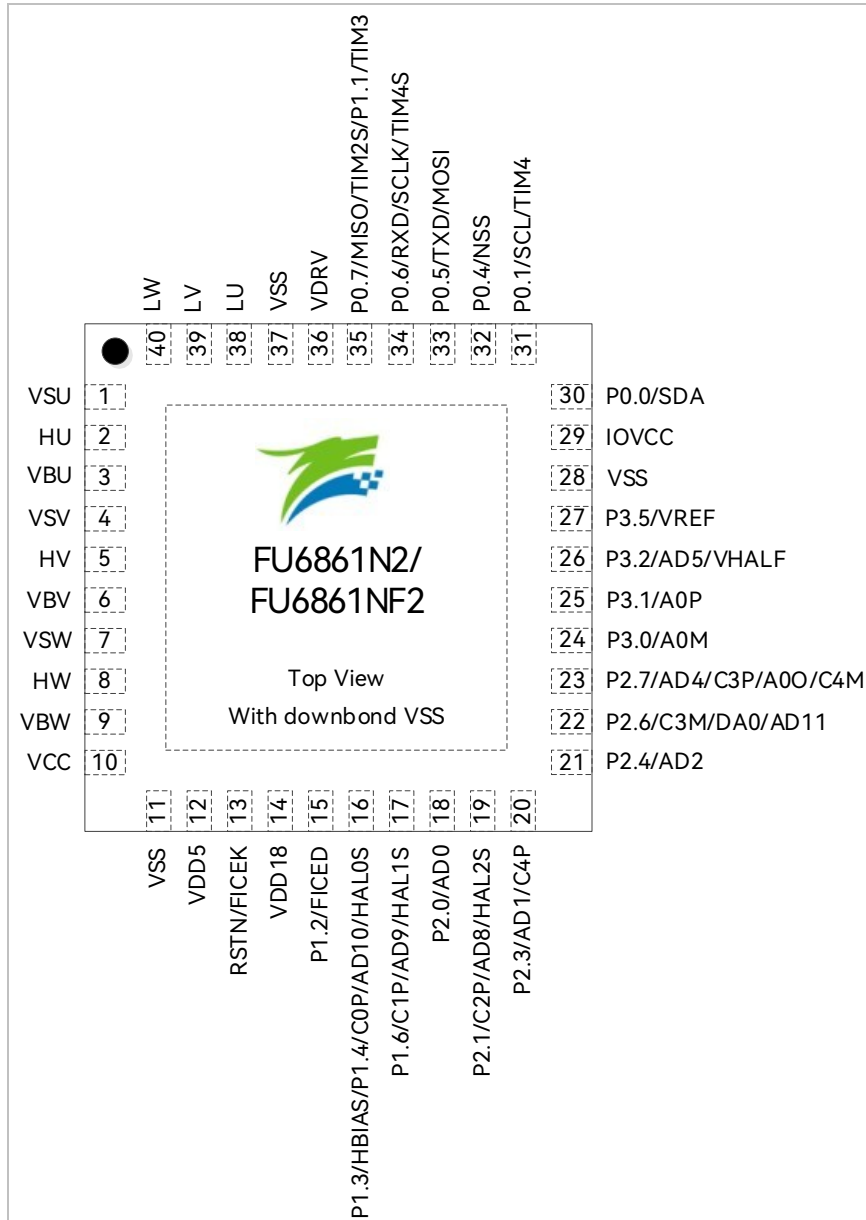 LW
LV
LU
VSS
VDRV
P0.7/MISO/TIM2S/P1.1/TIM3
P0.6/RXD/SCLK/TIM4S
P0.5/TXD/MOSI
P0.4/NSS
P0.1/SCL/TIM4
40
39
38
37
36
35
34
33
32
31
VSU 1
HU 2
VBU 3
VSV 4
HV 5
VBV 6
VSW 7
HW 8
VBW 9
VCC 10
FU6861N2/
FU6861NF2
Top View
With downbond VSS
30 P0.0/SDA
29 IOVCC
28 VSS
27 P3.5/VREF
26 P3.2/AD5/VHALF
25 P3.1/A0P
24 P3.0/A0M
23 P2.7/AD4/C3P/A0O/C4M
22 P2.6/C3M/DA0/AD11
21 P2.4/AD2
11
12
13
14
15
16
17
18
19
20
VSS
VDD5
RSTN/FICEK
VDD18
P1.2/FICED
P1.3/HBIAS/P1.4/C0P/AD10/HAL0S
P1.6/C1P/AD9/HAL1S
P2.0/AD0
P2.1/C2P/AD8/HAL2S
P2.3/AD1/C4P